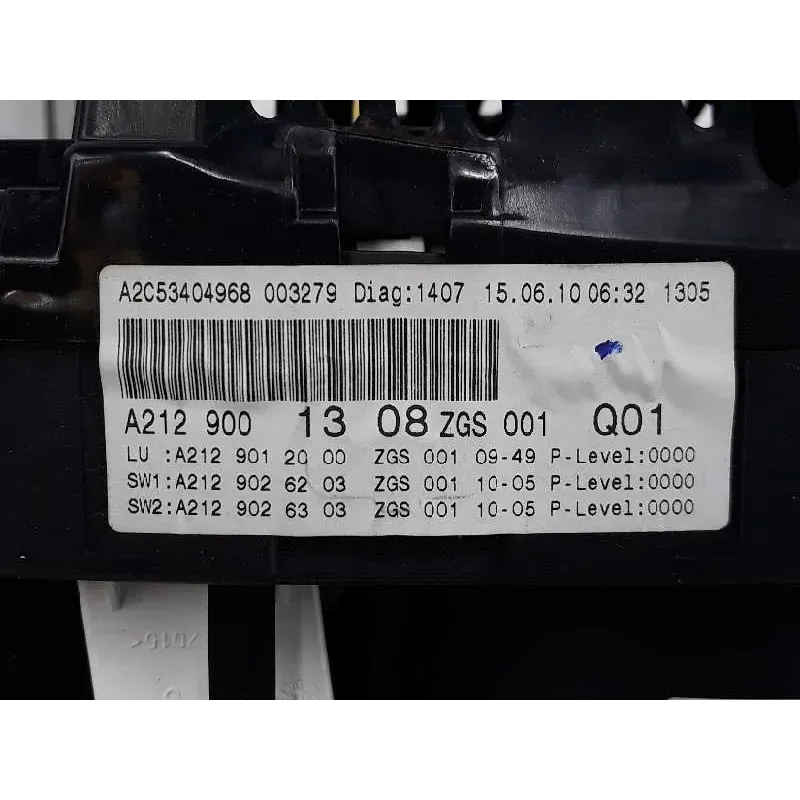 A2C53404968 003279 Diag:1407 15.06.10 06:32 1305
A212 900 13 08 ZGS 001 Q01
LU :A212 901 20 00 ZGS 001 09-49 P-Level:0000
SW1:A212 902 62 03 ZGS 001 10-05 P-Level:0000
SW2:A212 902 63 03 ZGS 001 10-05 P-Level:0000